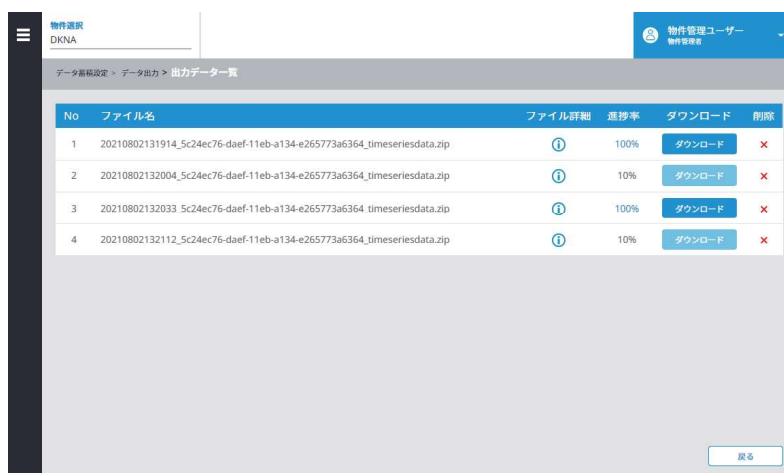 物件選択
DKNA
物件管理ユーザー
物件管理者
データ蓄積設定 > データ出力 > 出力データ一覧
No ファイル名 ファイル詳細 進捗率 ダウンロード 削除
1 20210802131914_5c24ec76-daef-11eb-a134-e265773a6364_timeseriesdata.zip 100% ダウンロード ×
2 20210802132004_5c24ec76-daef-11eb-a134-e265773a6364_timeseriesdata.zip 10% ダウンロード ×
3 20210802132033_5c24ec76-daef-11eb-a134-e265773a6364_timeseriesdata.zip 100% ダウンロード ×
4 20210802132112_5c24ec76-daef-11eb-a134-e265773a6364_timeseriesdata.zip 10% ダウンロード ×
戻る